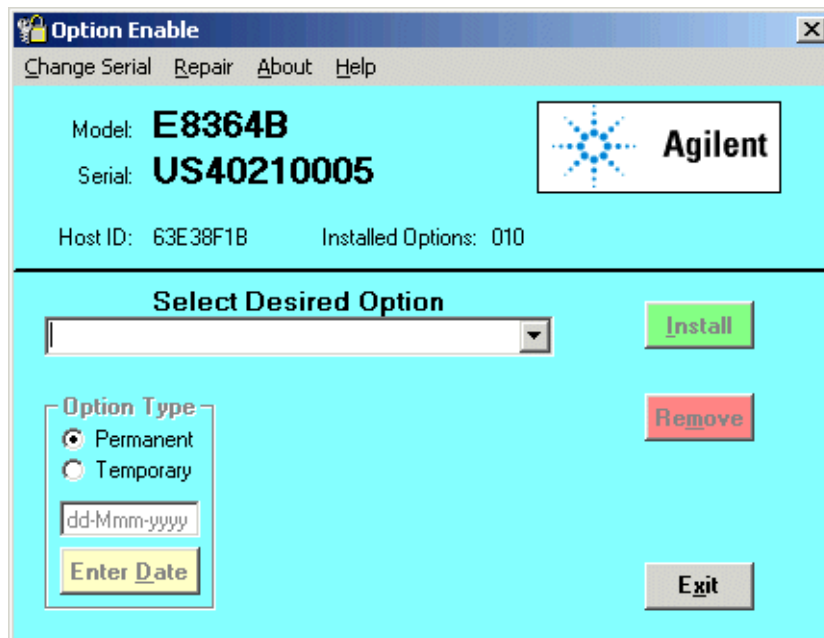 Option Enable
Change Serial Repair About Help
Model: E8364B
Serial: US40210005
Agilent
Host ID: 63E38F1B Installed Options: 010
Select Desired Option
Install
Option Type
Permanent
Temporary
dd-Mmm-yyyy
Enter Date
Remove
Exit